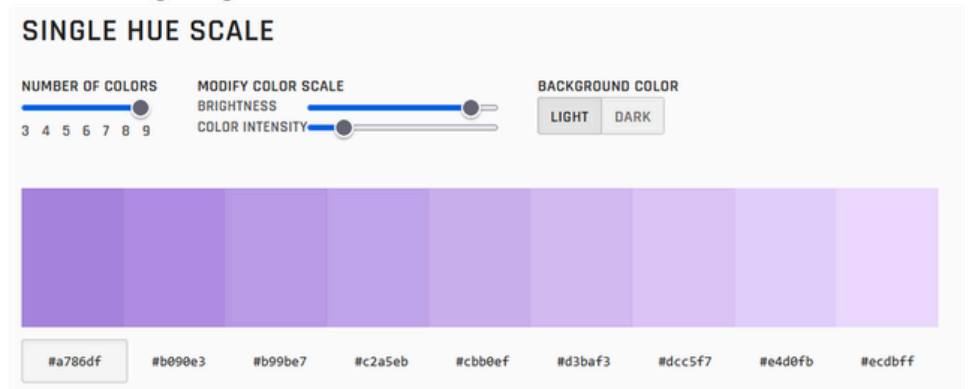 SINGLE HUE SCALE
NUMBER OF COLORS
3 4 5 6 7 8 9
MODIFY COLOR SCALE
BRIGHTNESS
COLOR INTENSITY
BACKGROUND COLOR
LIGHT DARK
#a786df #b090e3 #b99be7 #c2a5eb #cbb0ef #d3baf3 #dcc5f7 #e4d0fb #ecdbff